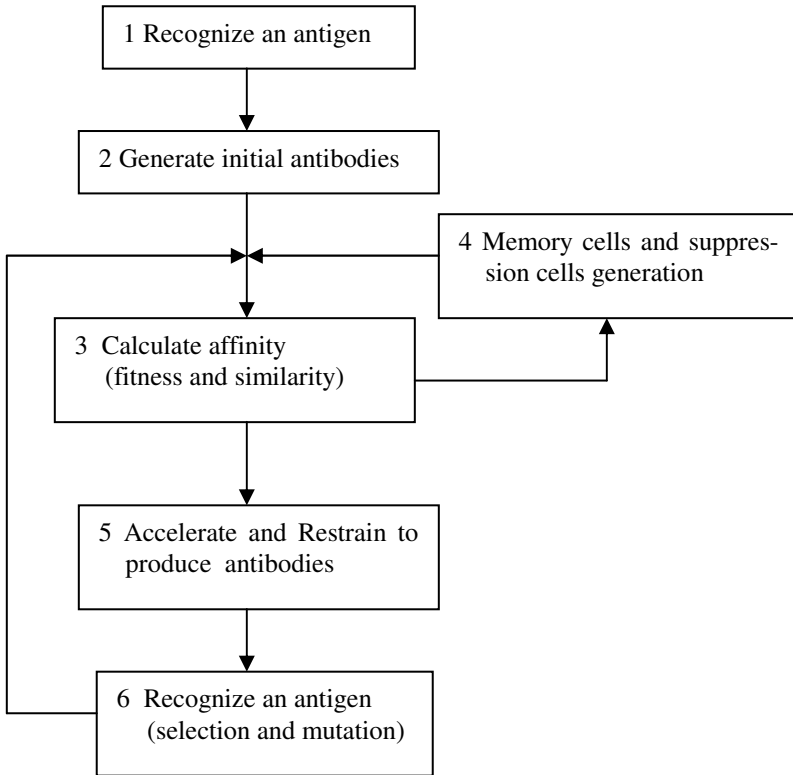 1 Recognize an antigen
2 Generate initial antibodies
4 Memory cells and suppres-
sion cells generation
3 Calculate affinity
(fitness and similarity)
5 Accelerate and Restrain to
produce antibodies
6 Recognize an antigen
(selection and mutation)